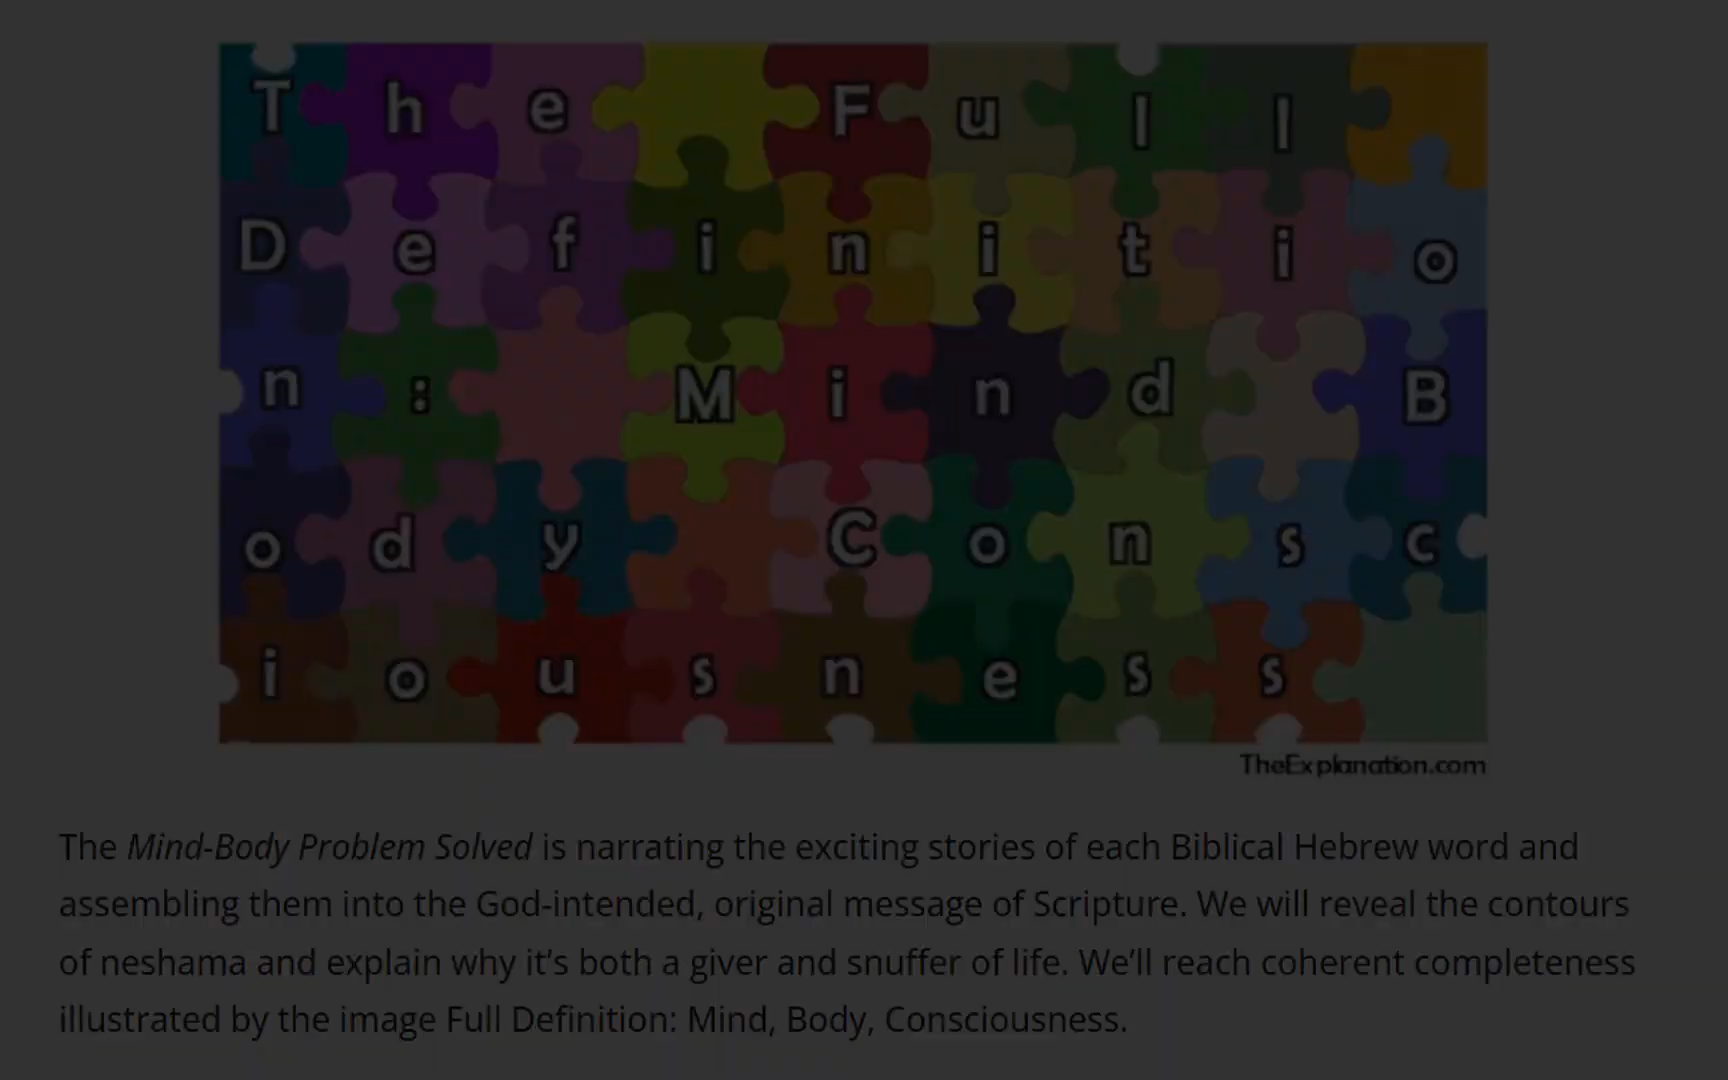 The Full
Definitio
n: Mind B
ody Consc
iousness
TheExplanation.com
The Mind-Body Problem Solved is narrating the exciting stories of each Biblical Hebrew word and
assembling them into the God-intended, original message of Scripture. We will reveal the contours
of neshama and explain why it’s both a giver and snuffer of life. We’ll reach coherent completeness
illustrated by the image Full Definition: Mind, Body, Consciousness.